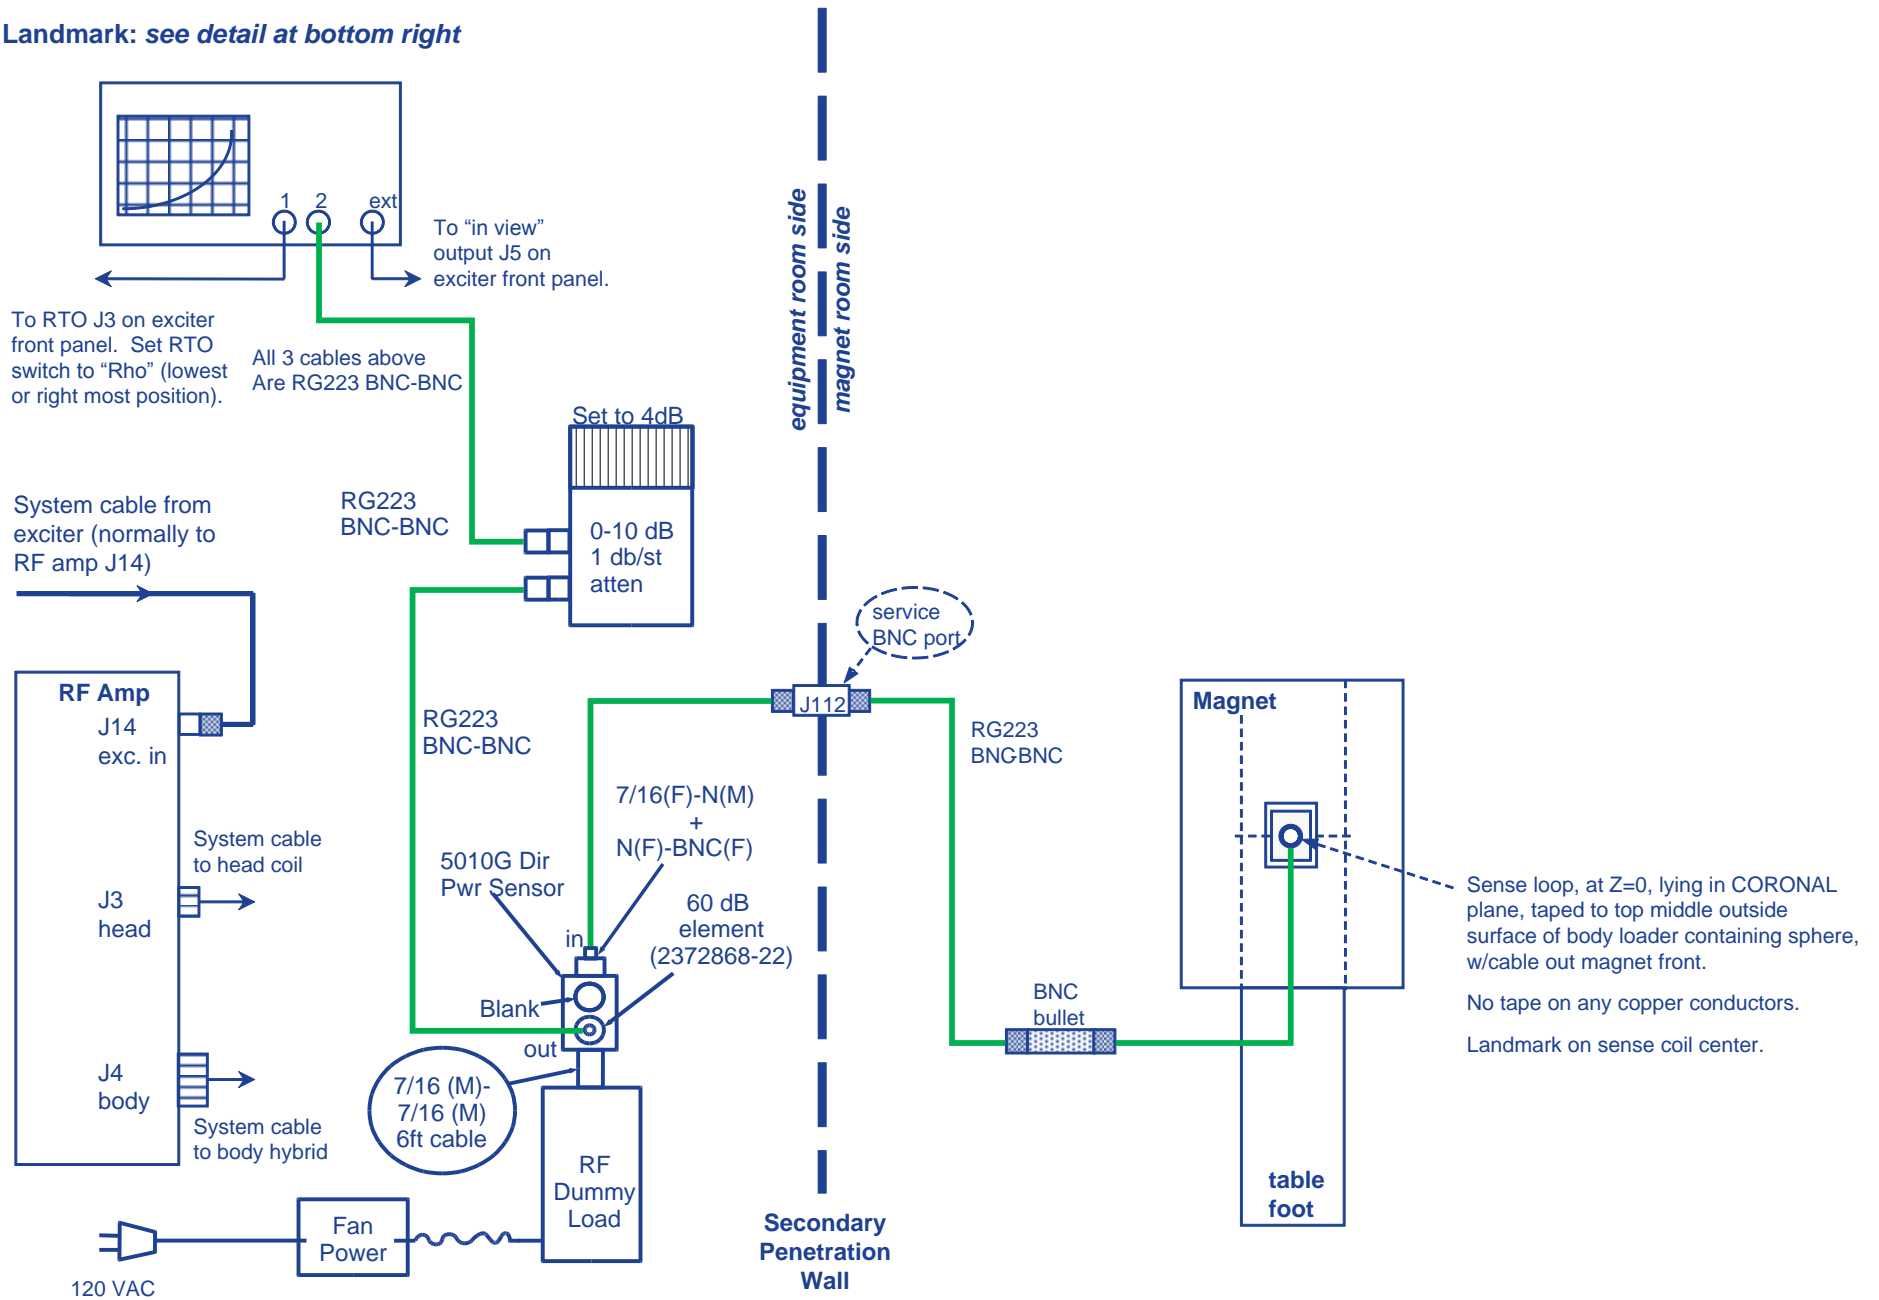 Landmark: see detail at bottom right
1
2
ext
To “in view”
output J5 on
exciter front panel.
To RTO J3 on exciter
front panel.  Set RTO
switch to “Rho” (lowest
or right most position).
All 3 cables above
Are RG223 BNC-BNC
equipment room side
magnet room side
Set to 4dB
0-10 dB
1 db/st
atten
RG223
BNC-BNC
System cable from
exciter (normally to
RF amp J14)
service
BNC port
J112
RF Amp
J14
exc. in
J3
head
J4
body
System cable
to head coil
System cable
to body hybrid
RG223
BNC-BNC
7/16(F)-N(M)
+
N(F)-BNC(F)
5010G Dir
Pwr Sensor
60 dB
element
(2372868-22)
in
Blank
out
7/16 (M)-
7/16 (M)
6ft cable
RF
Dummy
Load
Fan
Power
120 VAC
Secondary
Penetration
Wall
RG223
BNC-BNC
BNC
bullet
Magnet
table
foot
Sense loop, at Z=0, lying in CORONAL
plane, taped to top middle outside
surface of body loader containing sphere,
w/cable out magnet front.
No tape on any copper conductors.
Landmark on sense coil center.